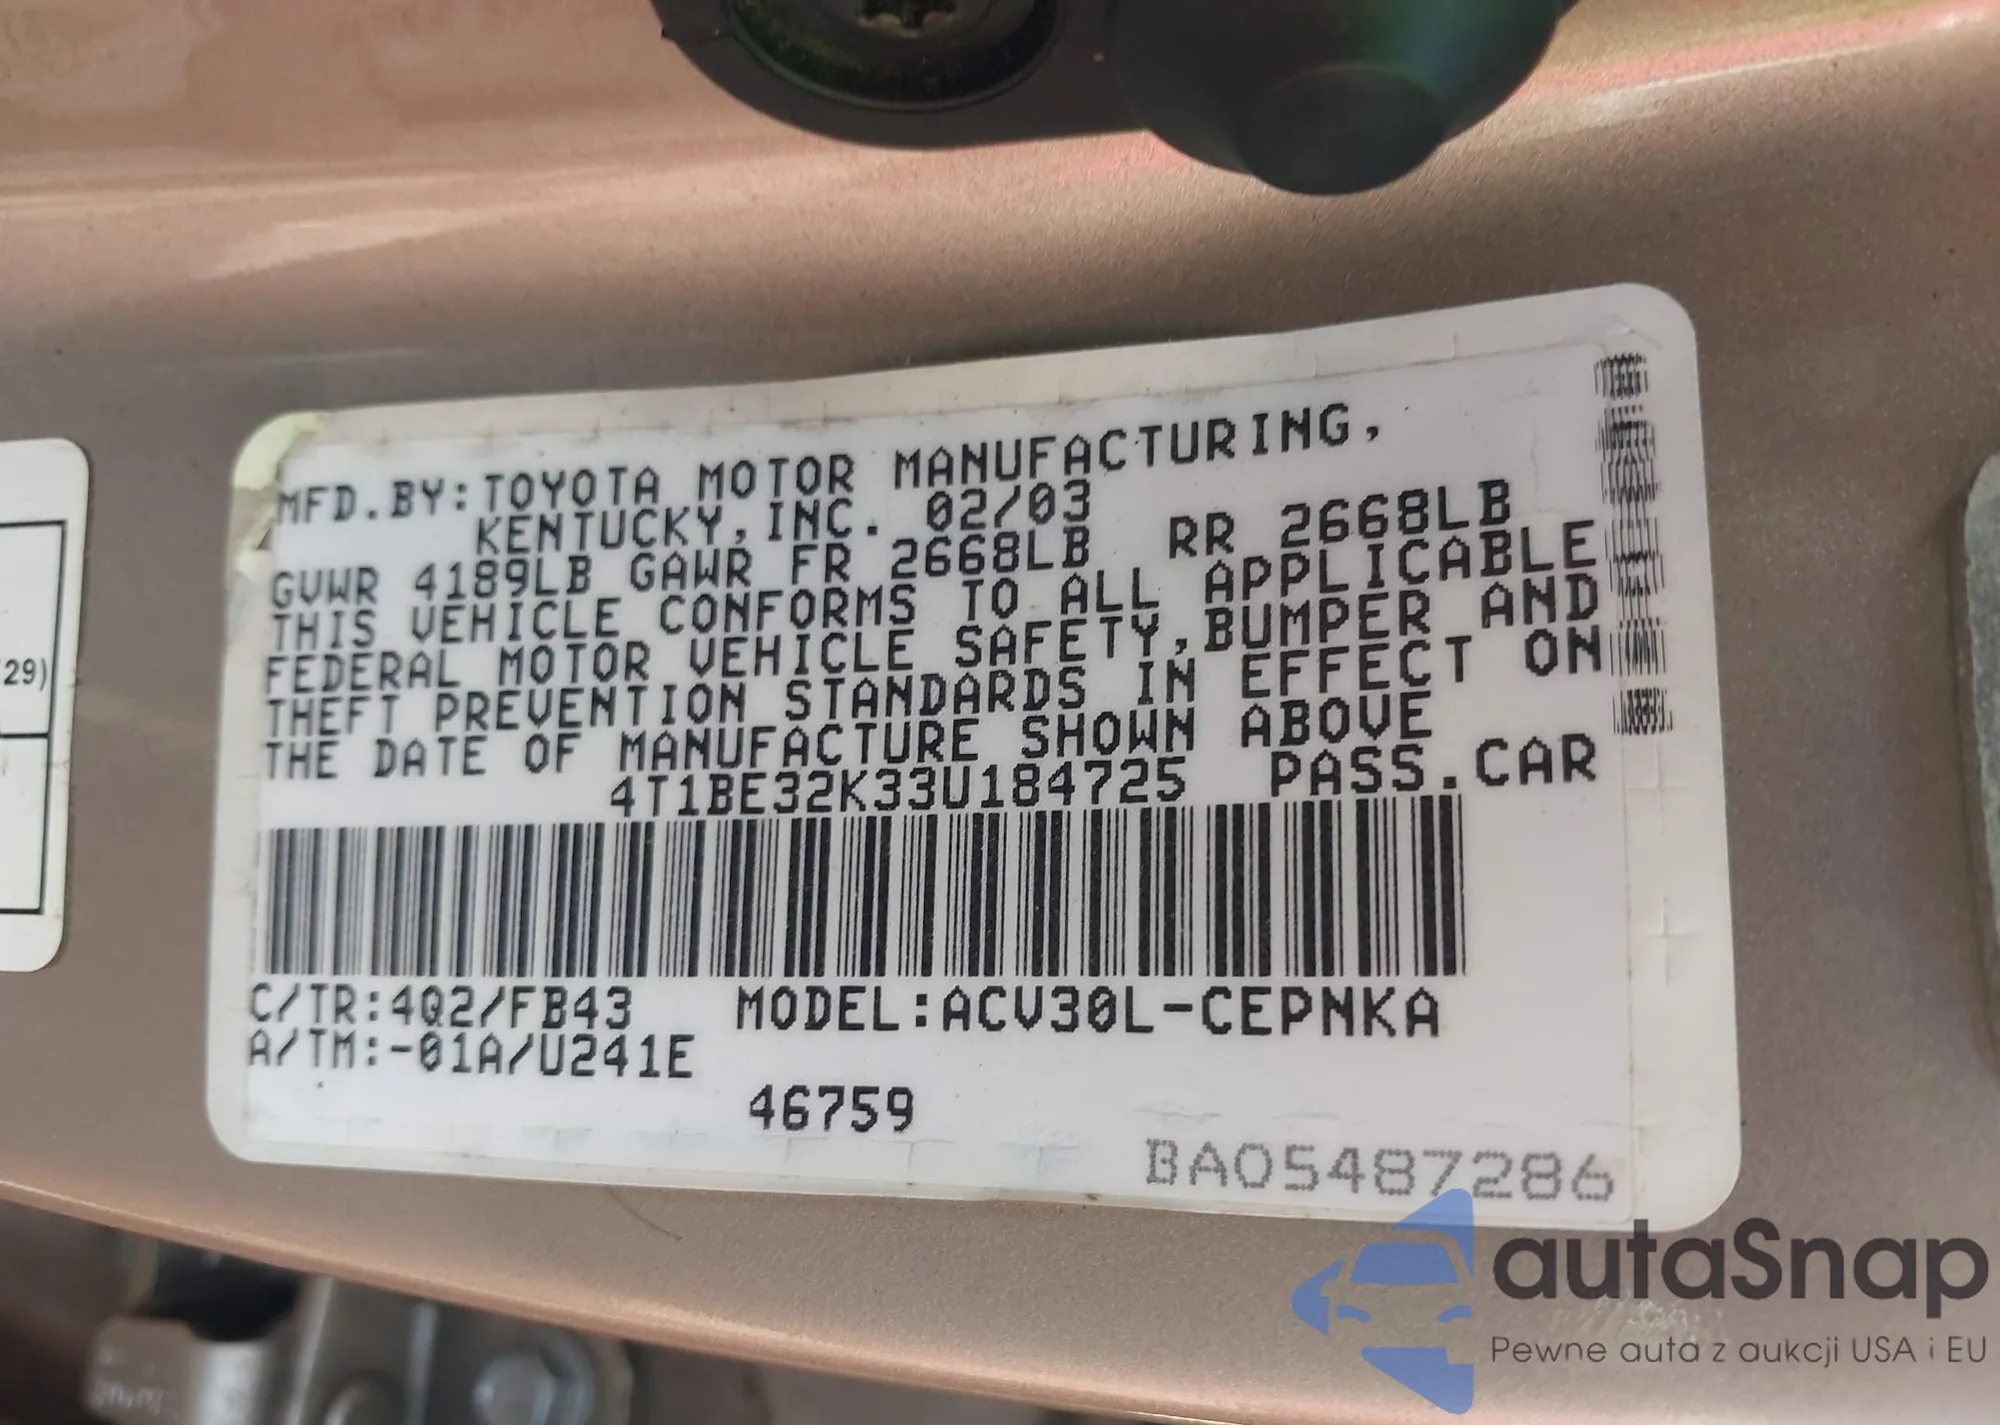 MFD.BY:TOYOTA MOTOR MANUFACTURING,
KENTUCKY,INC. 02/03
GVWR 4189LB GAWR FR 2668LB RR 2668LB
THIS VEHICLE CONFORMS TO ALL APPLICABLE
FEDERAL MOTOR VEHICLE SAFETY,BUMPER AND
THEFT PREVENTION STANDARDS IN EFFECT ON
THE DATE OF MANUFACTURE SHOWN ABOVE
4T1BE32K33U184725 PASS.CAR
C/TR:4Q2/FB43 MODEL:ACV30L-CEPNKA
A/TM:-01A/U241E
46759
BA05487286
29)
autaSnap
Pewne auta z aukcji USA i EU